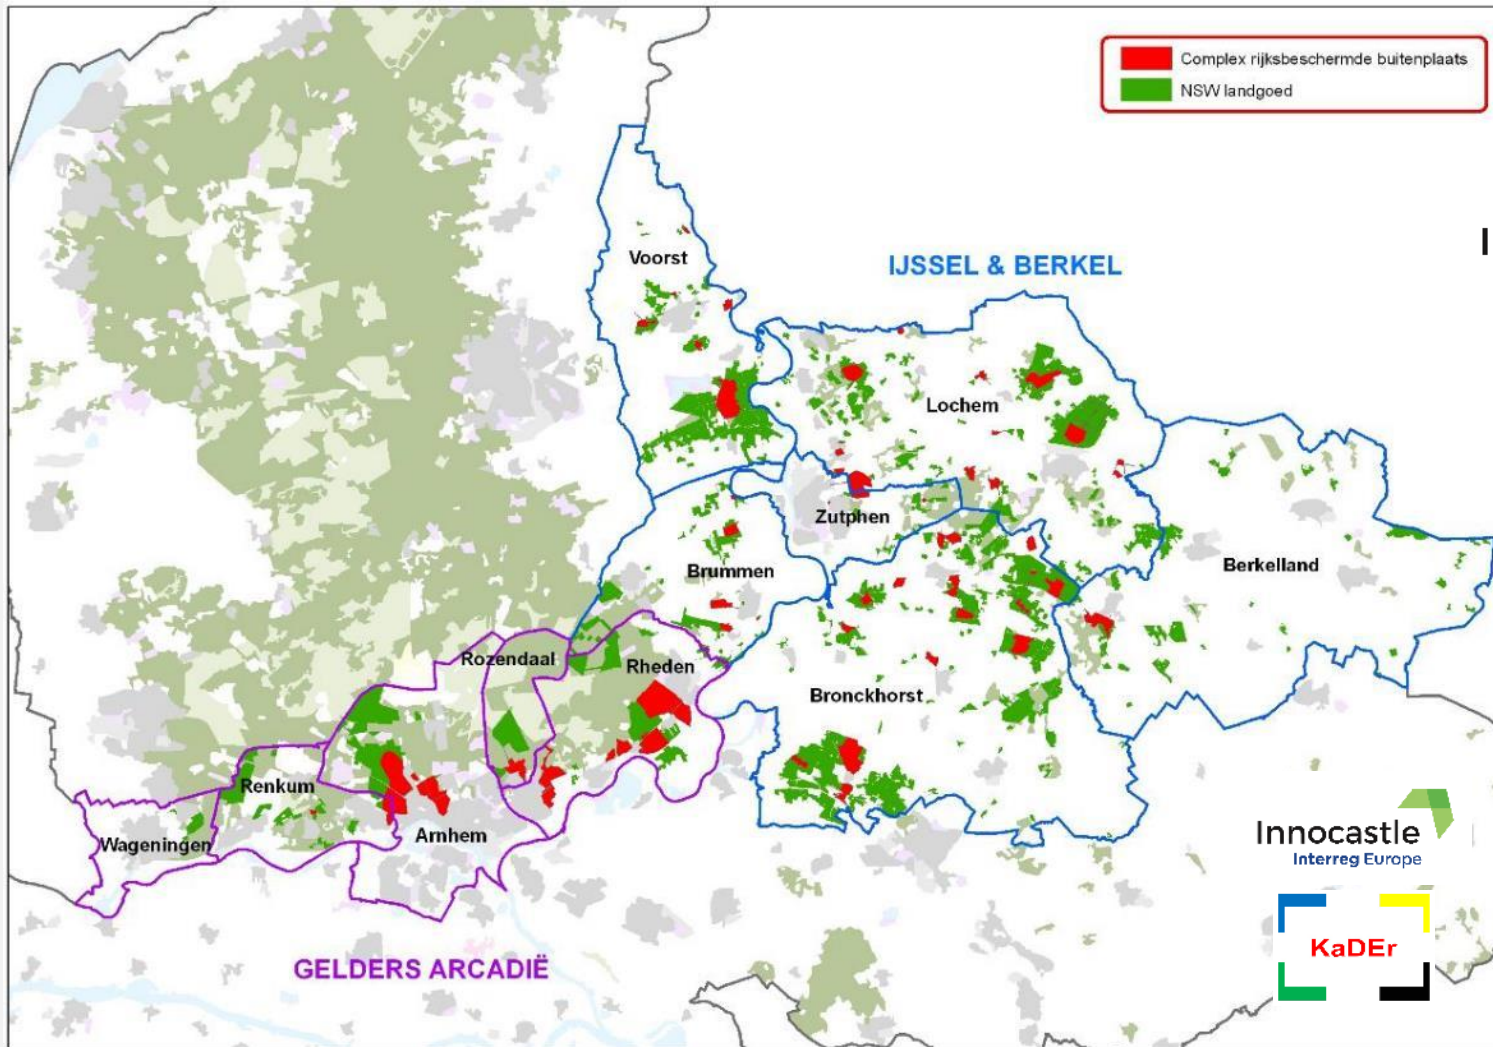 Complex rijksbeschermde buitenplaats
NSW landgoed
I
Voorst
IJSSEL & BERKEL
Lochem
Zutphen
Berkelland
Brummen
Rozendaal
Rheden
Bronckhorst
Renkum
Arnhem
Wageningen
Innocastle
Interreg Europe
KaDEr
GELDERS ARCADIË